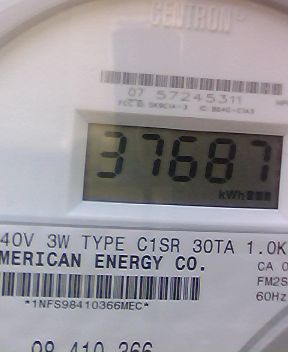 CENTRON®
07 57245311
37687
kWh
40V 3W TYPE C1SR 30TA 1.0K
MERICAN ENERGY CO.
CA 0
FM2S
60Hz
*1NFS98410366MEC*
98 410 366